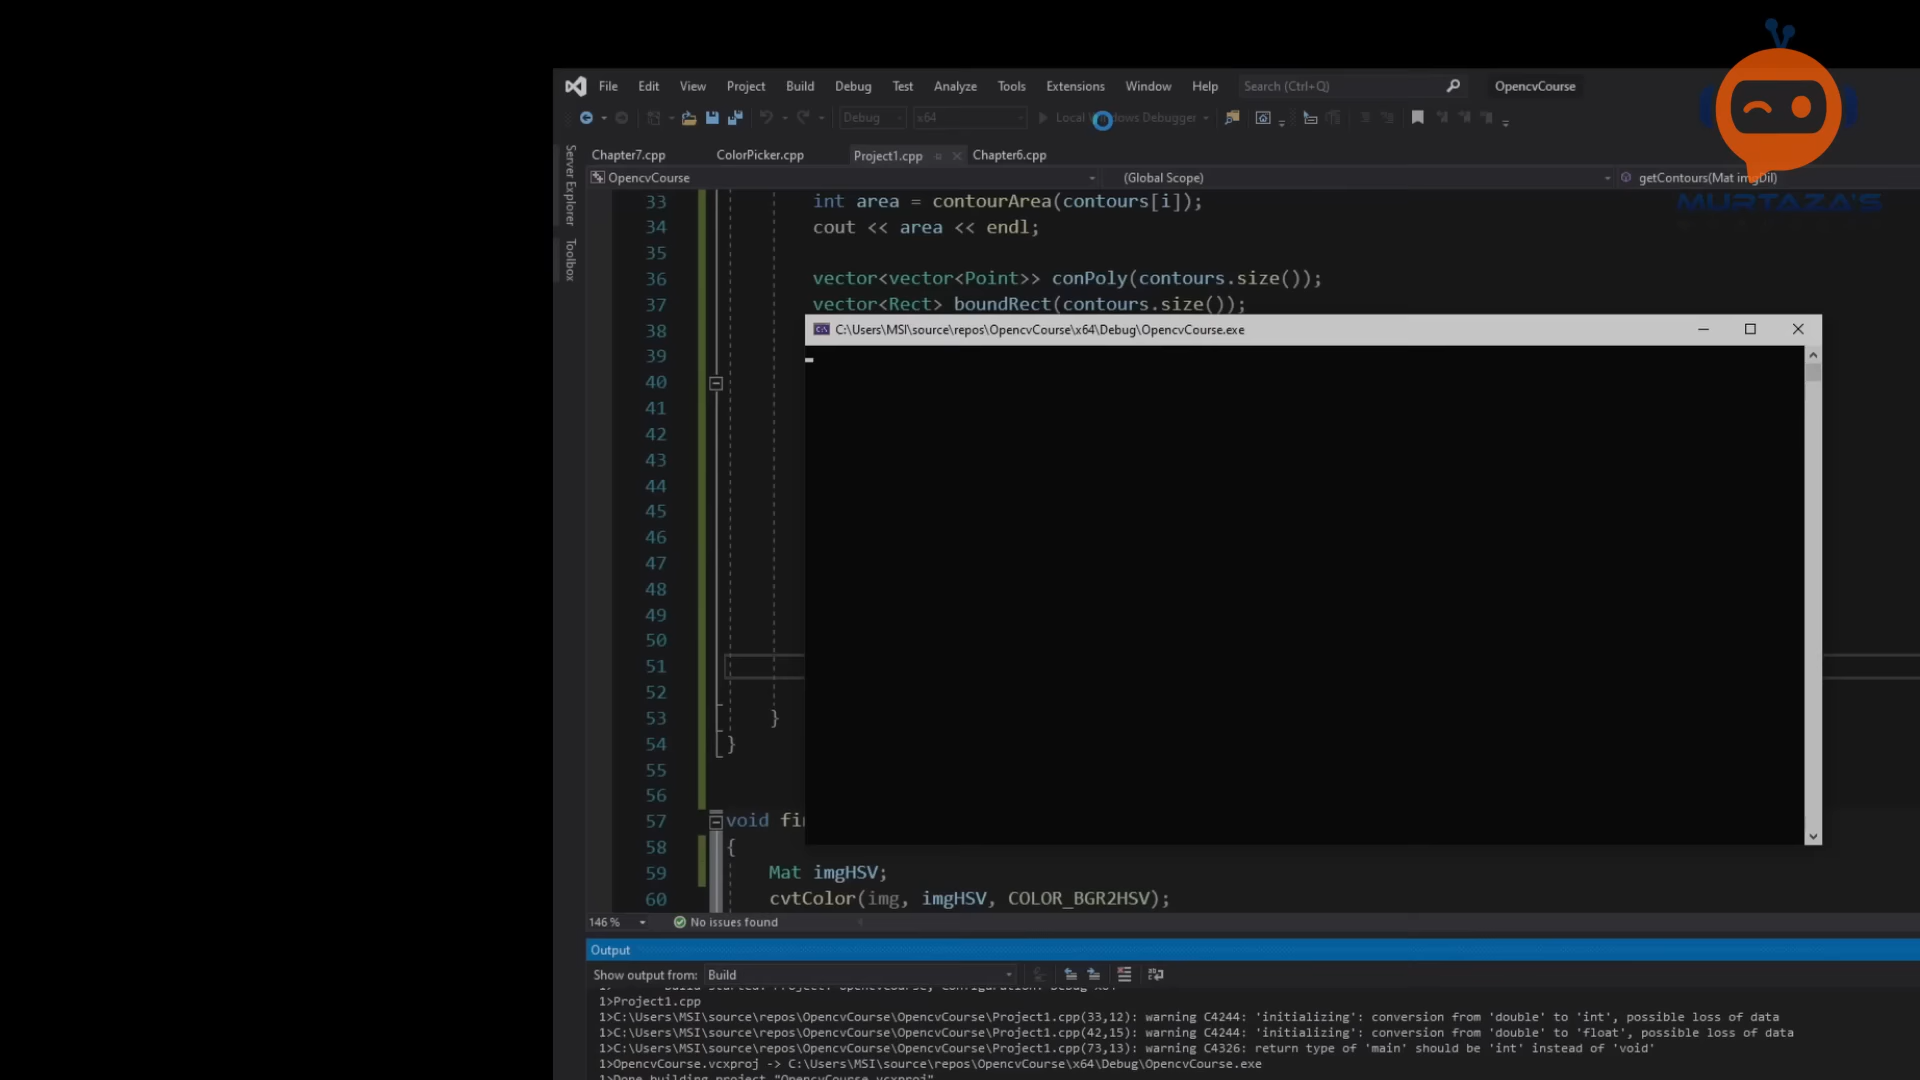 File Edit View Project Build Debug Test Analyze Tools Extensions Window Help Search (Ctrl+Q) OpencvCourse
Debug x64 Local Windows Debugger
MURTAZA'S
Server Explorer
Toolbox
Chapter7.cpp ColorPicker.cpp Project1.cpp Chapter6.cpp
OpencvCourse (Global Scope) getContours(Mat imgDil)
33 int area = contourArea(contours[i]);
34 cout << area << endl;
35
36 vector<vector<Point>> conPoly(contours.size());
37 vector<Rect> boundRect(contours.size());
38
C:\Users\MSI\source\repos\OpencvCourse\x64\Debug\OpencvCourse.exe
39
40
41
42
43
44
45
46
47
48
49
50
51
52
53 }
54 }
55
56
57 void
58 {
59 Mat imgHSV;
60 cvtColor(img, imgHSV, COLOR_BGR2HSV);
146 % No issues found
Output
Show output from: Build
1>Project1.cpp
1>C:\Users\MSI\source\repos\OpencvCourse\OpencvCourse\Project1.cpp(33,12): warning C4244: 'initializing': conversion from 'double' to 'int', possible loss of data
1>C:\Users\MSI\source\repos\OpencvCourse\OpencvCourse\Project1.cpp(42,15): warning C4244: 'initializing': conversion from 'double' to 'float', possible loss of data
1>C:\Users\MSI\source\repos\OpencvCourse\OpencvCourse\Project1.cpp(73,13): warning C4326: return type of 'main' should be 'int' instead of 'void'
1>OpencvCourse.vcxproj -> C:\Users\MSI\source\repos\OpencvCourse\x64\Debug\OpencvCourse.exe
1>Done building project "OpencvCourse.vcxproj"